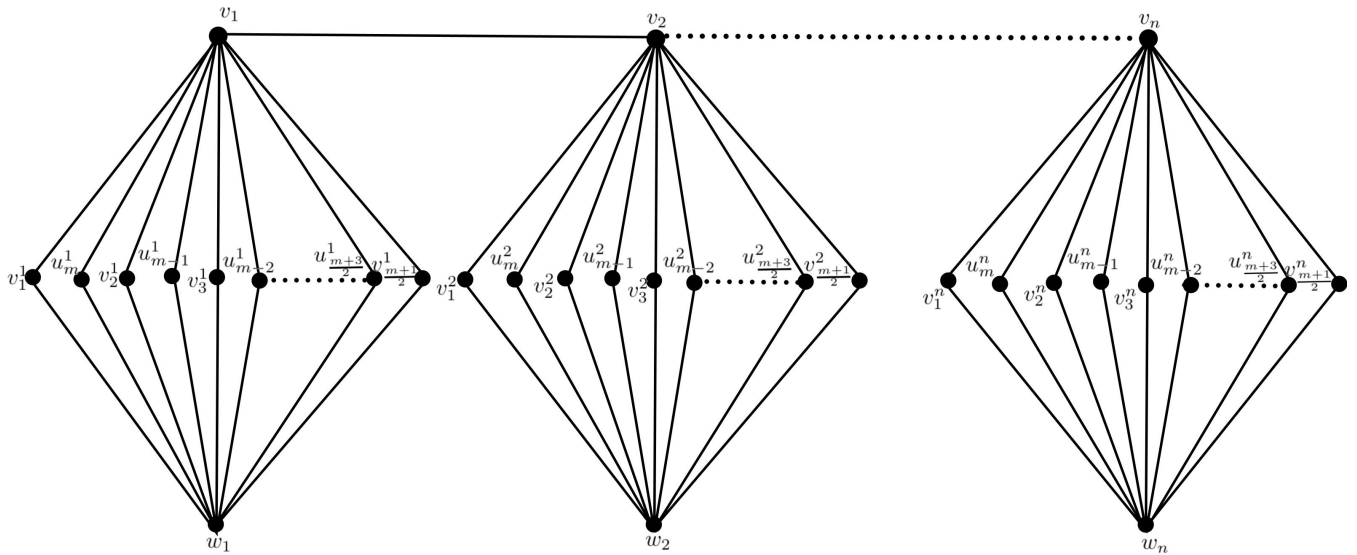 v_1 v_2 v_n
v_1^1 u_m^1 v_2^1 u_{m-1}^1 v_3^1 u_{m-2}^1 u_{\frac{m+3}{2}}^1 v_{\frac{m+1}{2}}^1 v_1^2 u_m^2 v_2^2 u_{m-1}^2 v_3^2 u_{m-2}^2 u_{\frac{m+3}{2}}^2 v_{\frac{m+1}{2}}^2 v_1^n u_m^n v_2^n u_{m-1}^n v_3^n u_{m-2}^n u_{\frac{m+3}{2}}^n v_{\frac{m+1}{2}}^n
w_1 w_2 w_n